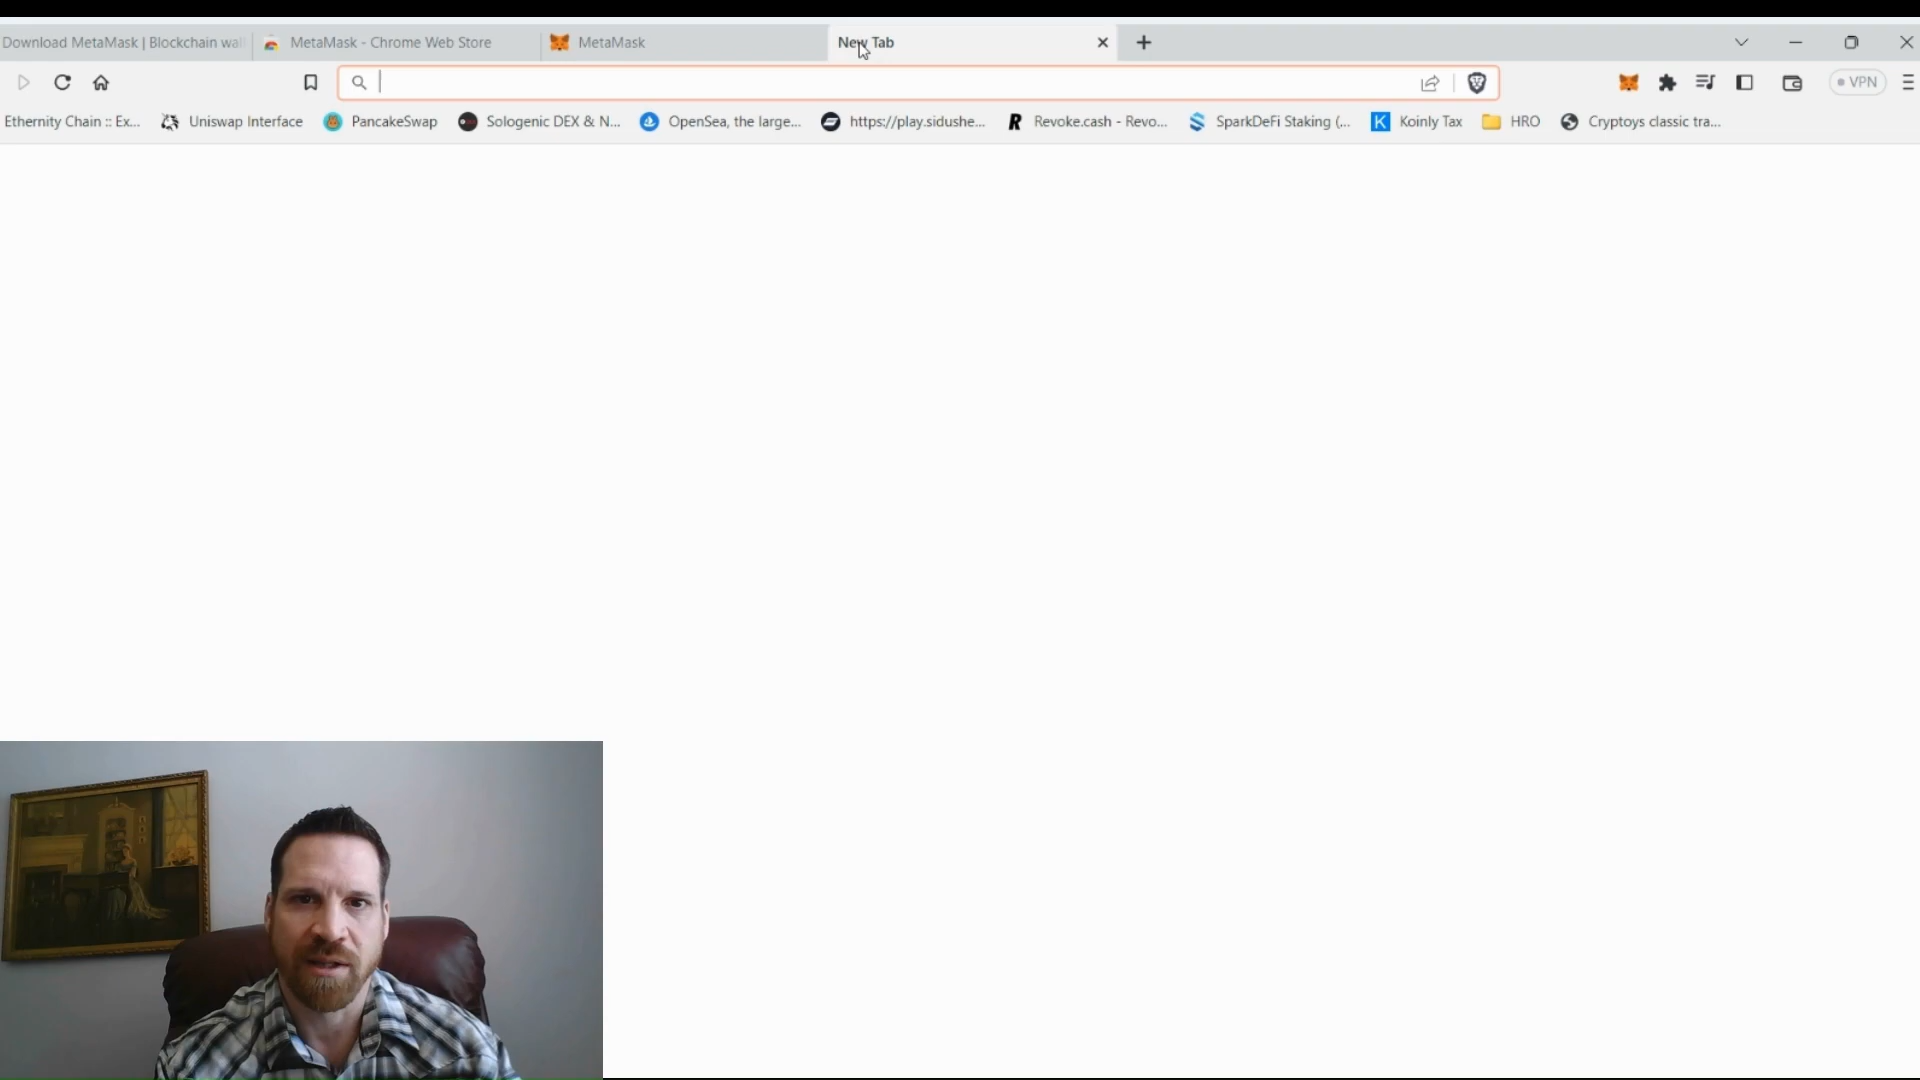 Download MetaMask | Blockchain wal
MetaMask - Chrome Web Store
MetaMask
New Tab
VPN
Ethernity Chain :: Ex...
Uniswap Interface
PancakeSwap
Sologenic DEX & N...
OpenSea, the large...
https://play.sidushe...
Revoke.cash - Revo...
SparkDeFi Staking (...
K Koinly Tax
HRO
Cryptoys classic tra...